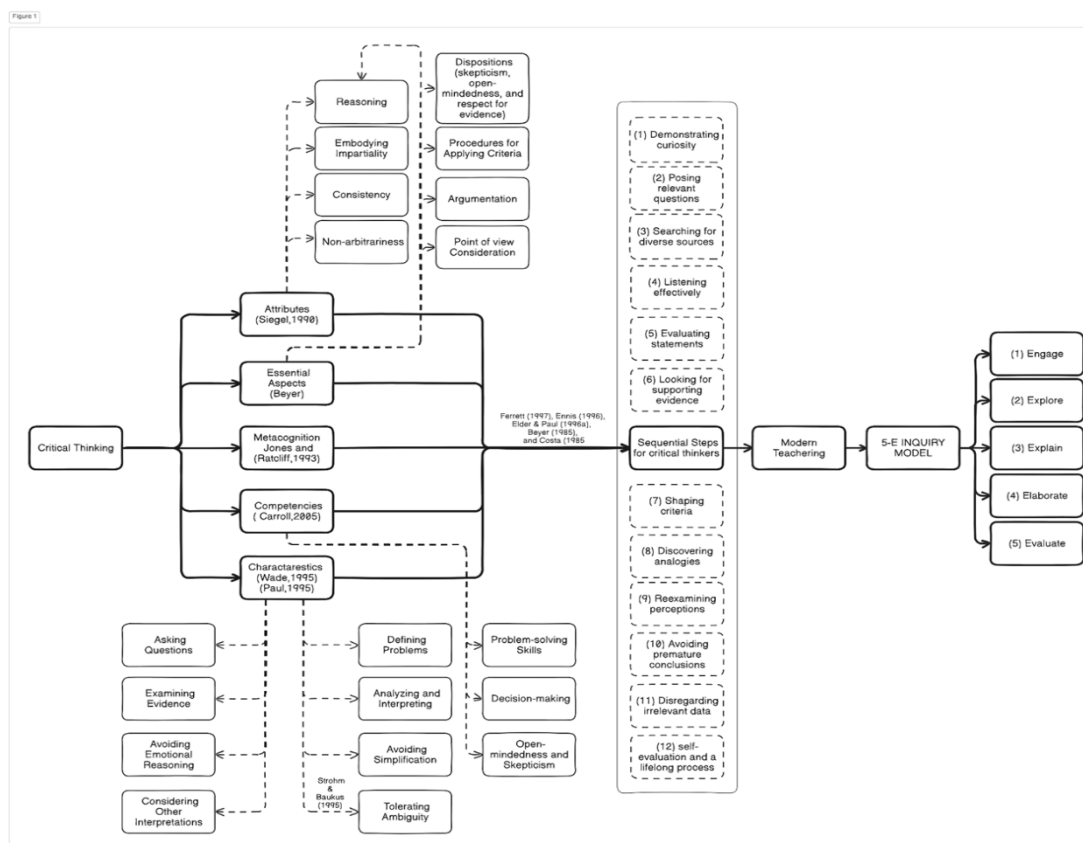 Figure 1
Reasoning
Embodying
Impartiality
Consistency
Non-arbitrariness
Dispositions
(skepticism,
open-
mindedness, and
respect for
evidence)
Procedures for
Applying Criteria
Argumentation
Point of view
Consideration
Critical Thinking
Attributes
(Siegel,1990)
Essential
Aspects
(Beyer)
Metacognition
Jones and
(Ratcliff,1993)
Competencies
( Carroll,2005)
Charactarestics
(Wade,1995)
(Paul,1995)
Asking
Questions
Examining
Evidence
Avoiding
Emotional
Reasoning
Considering
Other
Interpretations
Defining
Problems
Analyzing and
Interpreting
Avoiding
Simplification
Strohm
&
Baukus
(1995)
Tolerating
Ambiguity
Problem-solving
Skills
Decision-making
Open-
mindedness and
Skepticism
Ferrett (1997), Ennis (1996),
Elder & Paul (1996a),
Beyer (1985),
and Costa (1985
(1) Demonstrating
curiosity
(2) Posing
relevant
questions
(3) Searching for
diverse sources
(4) Listening
effectively
(5) Evaluating
statements
(6) Looking for
supporting
evidence
Sequential Steps
for critical thinkers
(7) Shaping
criteria
(8) Discovering
analogies
(9) Reexamining
perceptions
(10) Avoiding
premature
conclusions
(11) Disregarding
irrelevant data
(12) self-
evaluation and a
lifelong process
Modern
Teachering
5-E INQUIRY
MODEL
(1) Engage
(2) Explore
(3) Explain
(4) Elaborate
(5) Evaluate